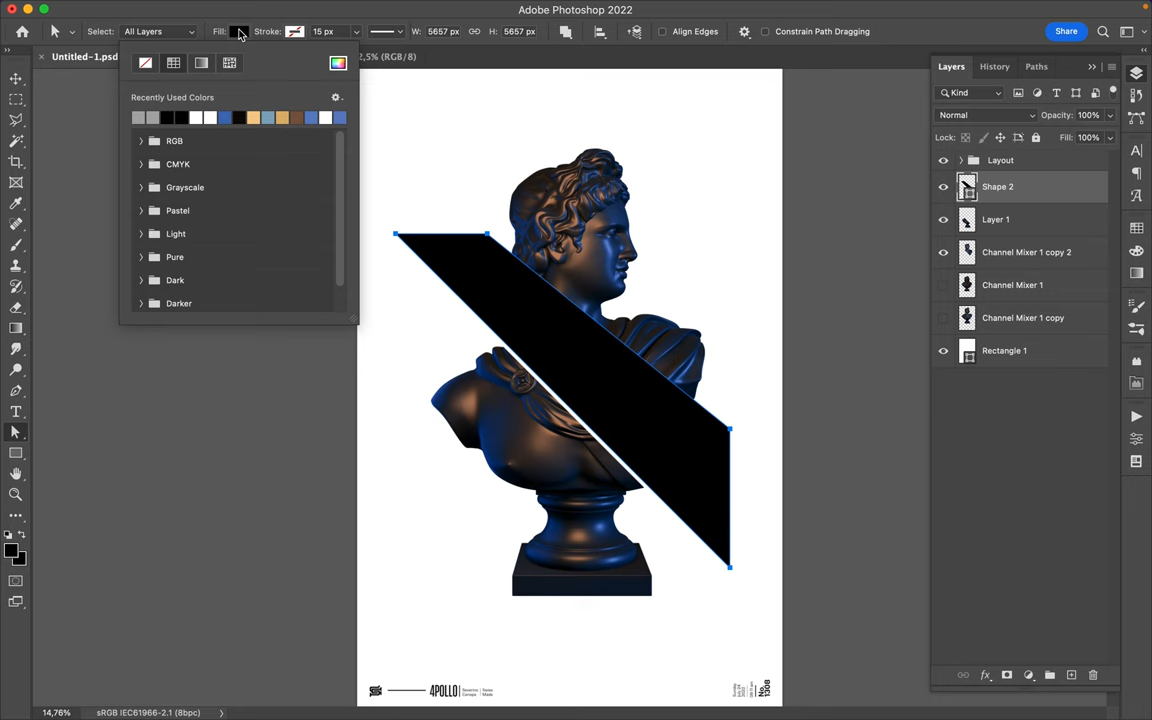 Adobe Photoshop 2022
Select: All Layers Fill: Stroke: 15 px W: 5657 px H: 5657 px Align Edges Constrain Path Dragging Share
Untitled-1.psd 2,5% (RGB/8)
Recently Used Colors
RGB
CMYK
Grayscale
Pastel
Light
Pure
Dark
Darker
Layers History Paths
Kind
Normal Opacity: 100%
Lock: Fill: 100%
Layout
Shape 2
Layer 1
Channel Mixer 1 copy 2
Channel Mixer 1
Channel Mixer 1 copy
Rectangle 1
4POLLO
No. 1308
14,76% sRGB IEC61966-2.1 (8bpc)